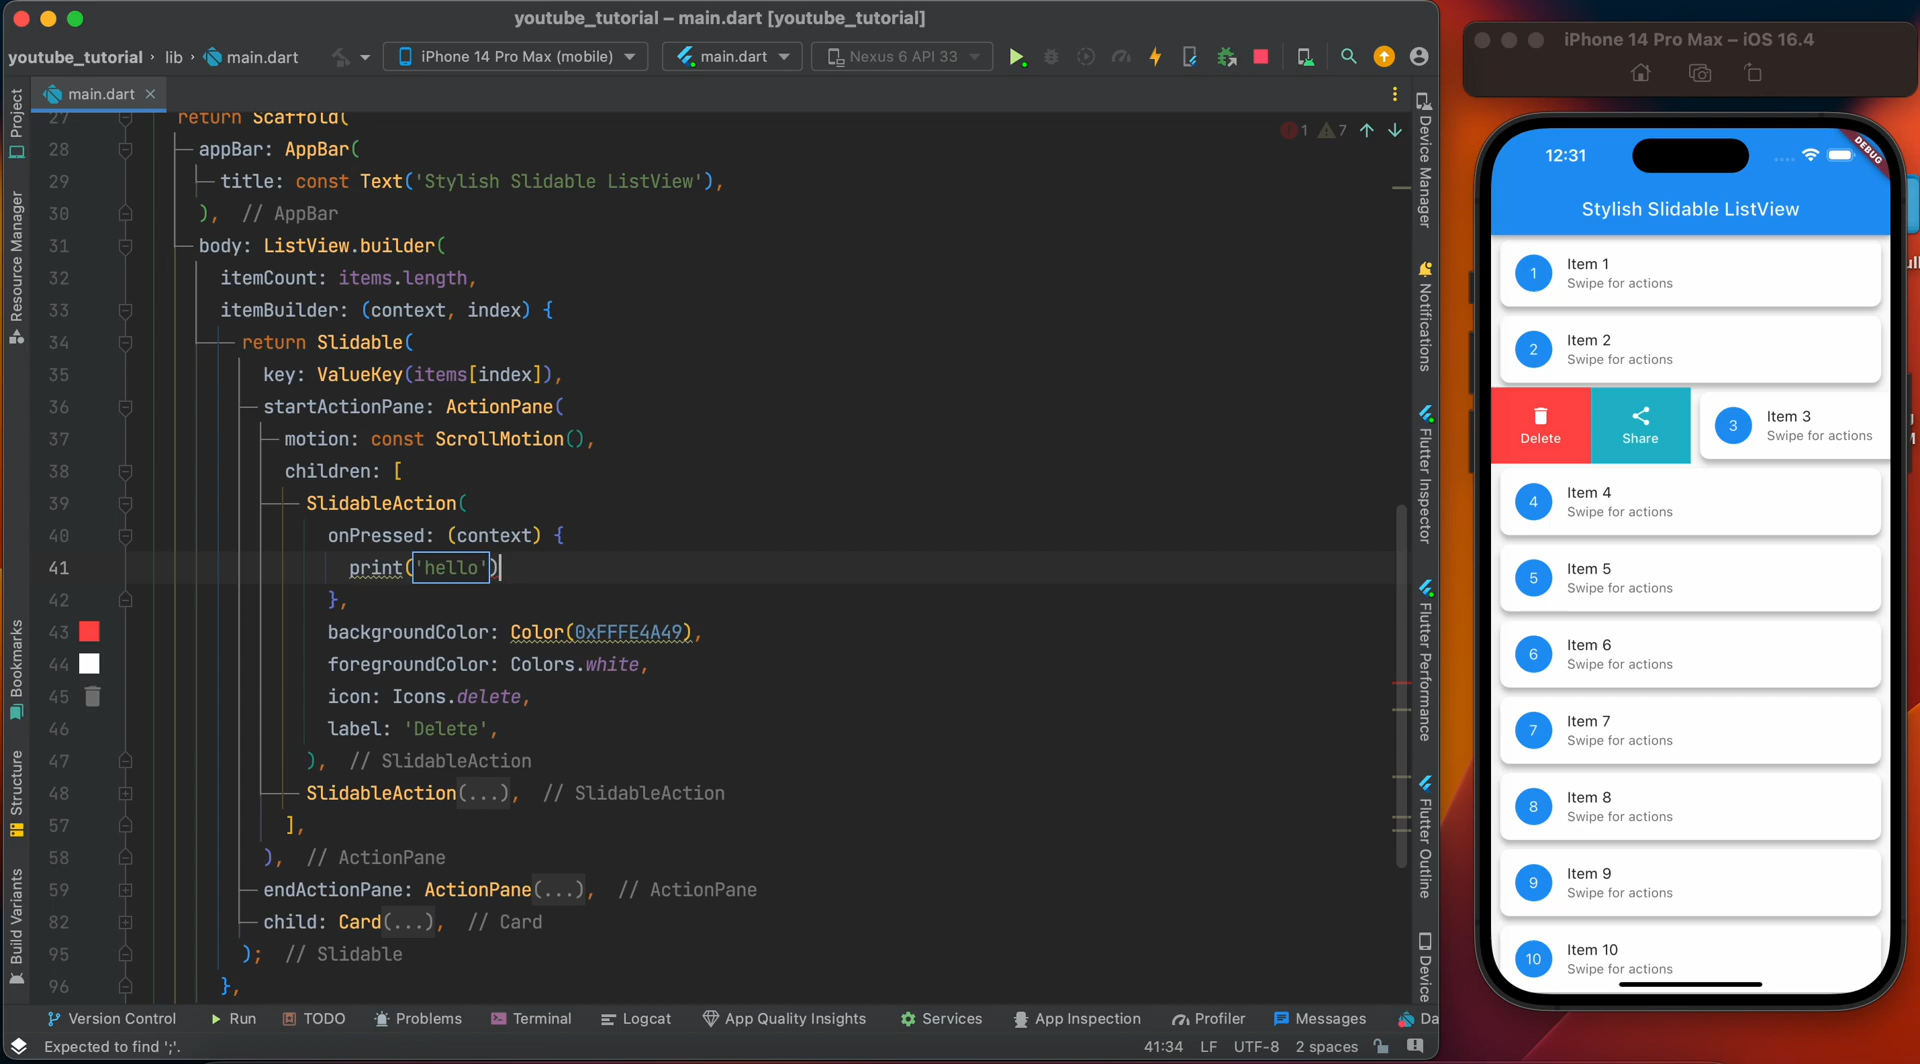 youtube_tutorial – main.dart [youtube_tutorial]
youtube_tutorial › lib › main.dart
iPhone 14 Pro Max (mobile)
main.dart
Nexus 6 API 33
main.dart
1 7
27 return Scaffold(
28 appBar: AppBar(
29 title: const Text('Stylish Slidable ListView'),
30 ), // AppBar
31 body: ListView.builder(
32 itemCount: items.length,
33 itemBuilder: (context, index) {
34 return Slidable(
35 key: ValueKey(items[index]),
36 startActionPane: ActionPane(
37 motion: const ScrollMotion(),
38 children: [
39 SlidableAction(
40 onPressed: (context) {
41 print('hello')
42 },
43 backgroundColor: Color(0xFFFE4A49),
44 foregroundColor: Colors.white,
45 icon: Icons.delete,
46 label: 'Delete',
47 ), // SlidableAction
48 SlidableAction(...), // SlidableAction
57 ],
58 ), // ActionPane
59 endActionPane: ActionPane(...), // ActionPane
82 child: Card(...), // Card
95 ); // Slidable
96 },
Project
Resource Manager
Bookmarks
Structure
Build Variants
Device Manager
Notifications
Flutter Inspector
Flutter Performance
Flutter Outline
Device
Version Control
Run
TODO
Problems
Terminal
Logcat
App Quality Insights
Services
App Inspection
Profiler
Messages
Da
Expected to find ';'.
41:34 LF UTF-8 2 spaces
iPhone 14 Pro Max – iOS 16.4
12:31
DEBUG
Stylish Slidable ListView
1
Item 1
Swipe for actions
2
Item 2
Swipe for actions
Delete
Share
3
Item 3
Swipe for actions
4
Item 4
Swipe for actions
5
Item 5
Swipe for actions
6
Item 6
Swipe for actions
7
Item 7
Swipe for actions
8
Item 8
Swipe for actions
9
Item 9
Swipe for actions
10
Item 10
Swipe for actions